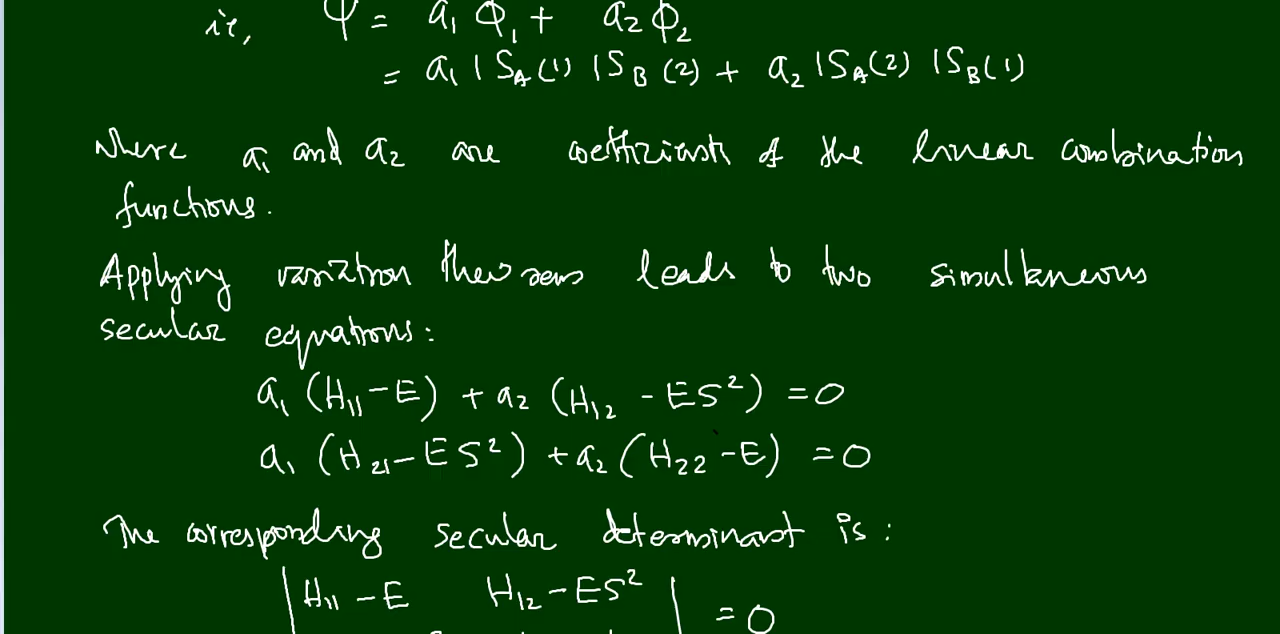 ie, Ψ = a₁ Φ₁ + a₂ Φ₂
= a₁ 1S_A(1) 1S_B(2) + a₂ 1S_A(2) 1S_B(1)
Where a₁ and a₂ are coefficients of the linear combination
functions.
Applying variation theorem leads to two simultaneous
secular equations:
a₁ (H₁₁ - E) + a₂ (H₁₂ - ES²) = 0
a₁ (H₂₁ - ES²) + a₂ (H₂₂ - E) = 0
The corresponding secular determinant is:
| H₁₁ - E H₁₂ - ES² | = 0